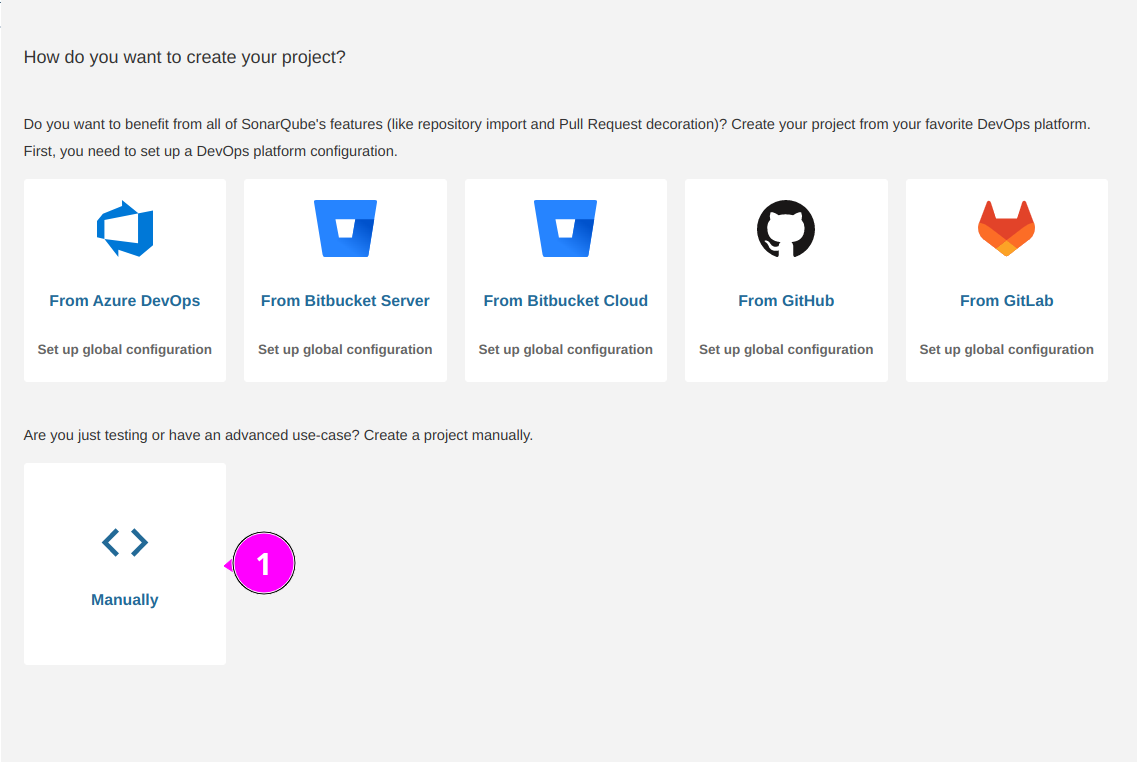 How do you want to create your project?
Do you want to benefit from all of SonarQube's features (like repository import and Pull Request decoration)? Create your project from your favorite DevOps platform.
First, you need to set up a DevOps platform configuration.
From Azure DevOps
From Bitbucket Server
From Bitbucket Cloud
From GitHub
From GitLab
Set up global configuration
Set up global configuration
Set up global configuration
Set up global configuration
Set up global configuration
Are you just testing or have an advanced use-case? Create a project manually.
1
Manually